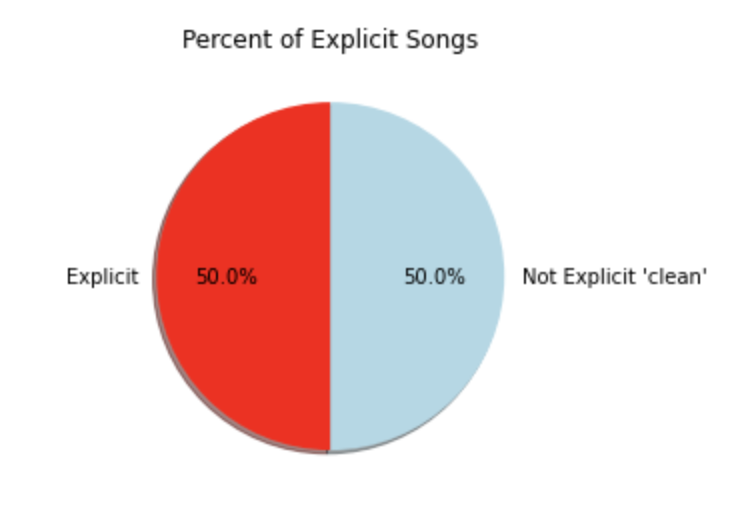 Percent of Explicit Songs
Explicit
50.0%
50.0%
Not Explicit 'clean'